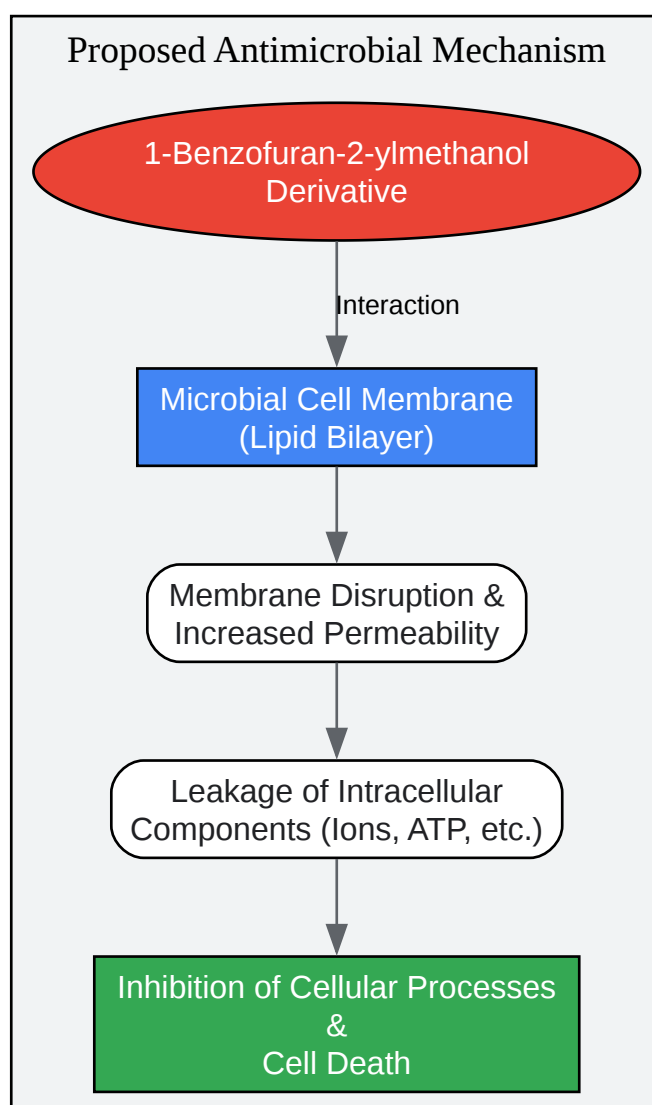 Proposed Antimicrobial Mechanism
1-Benzofuran-2-ylmethanol
Derivative
Interaction
Microbial Cell Membrane
(Lipid Bilayer)
Membrane Disruption &
Increased Permeability
Leakage of Intracellular
Components (Ions, ATP, etc.)
Inhibition of Cellular Processes
&
Cell Death